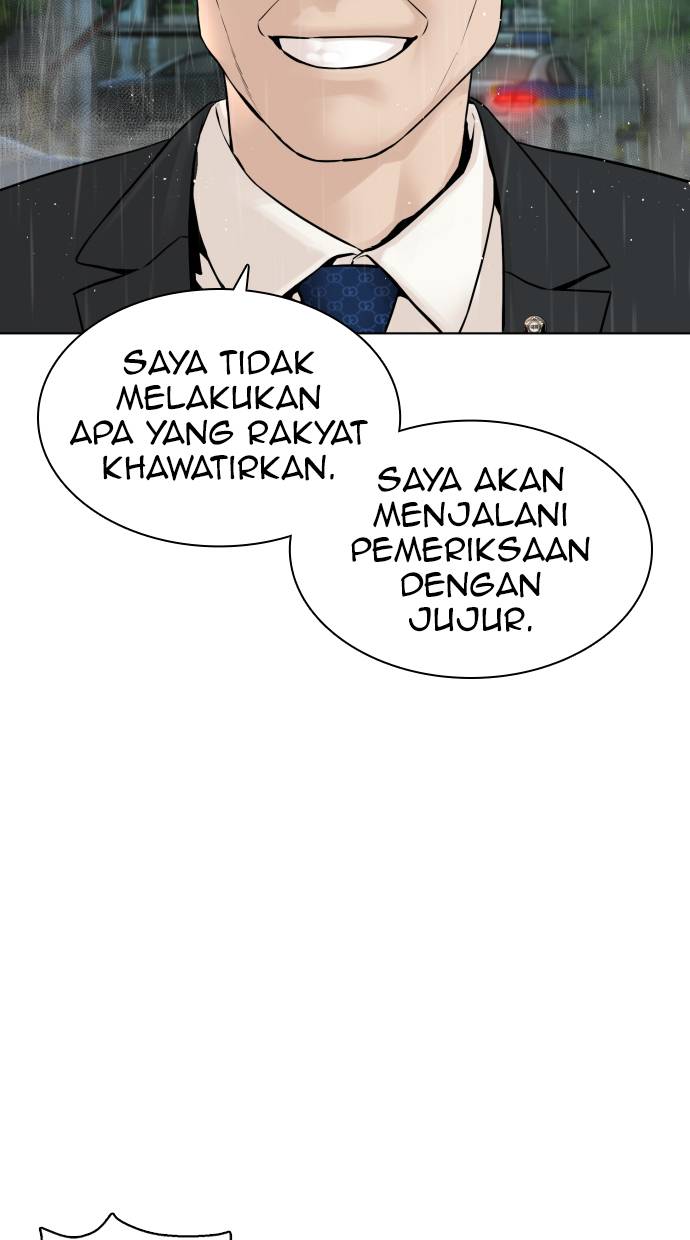 SAYA TIDAK
MELAKUKAN
APA YANG RAKYAT
KHAWATIRKAN.
SAYA AKAN
MENJALANI
PEMERIKSAAN
DENGAN
JUJUR.